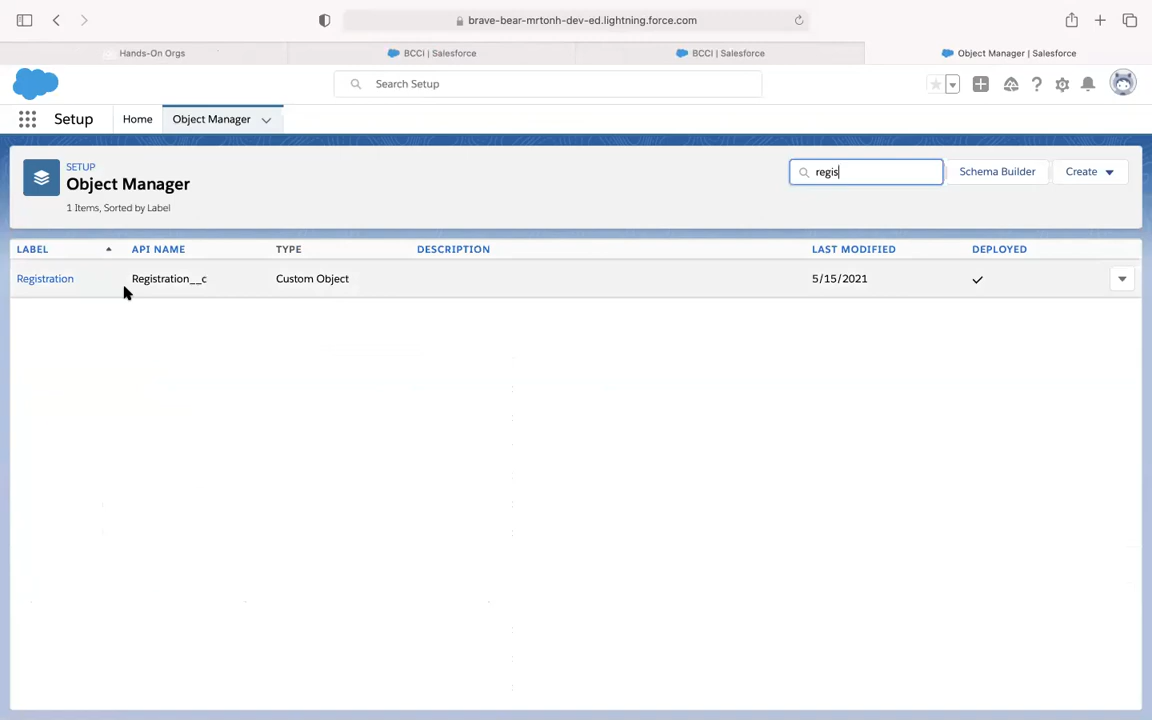 brave-bear-mrtonh-dev-ed.lightning.force.com
Hands-On Orgs
BCCI | Salesforce
BCCI | Salesforce
Object Manager | Salesforce
Search Setup
Setup
Home
Object Manager
SETUP
Object Manager
1 Items, Sorted by Label
regis
Schema Builder
Create
LABEL
API NAME
TYPE
DESCRIPTION
LAST MODIFIED
DEPLOYED
Registration
Registration__c
Custom Object
5/15/2021